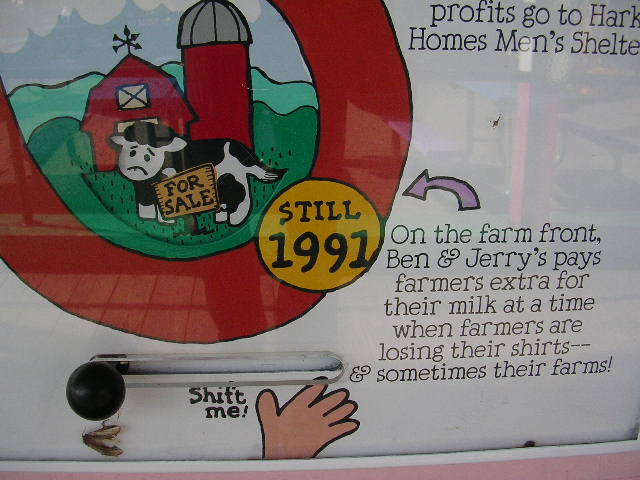 profits go to Hark
Homes Men's Shelte
FOR
SALE
STILL
1991
On the farm front,
Ben & Jerry's pays
farmers extra for
their milk at a time
when farmers are
losing their shirts--
& sometimes their farms!
Shift
me!